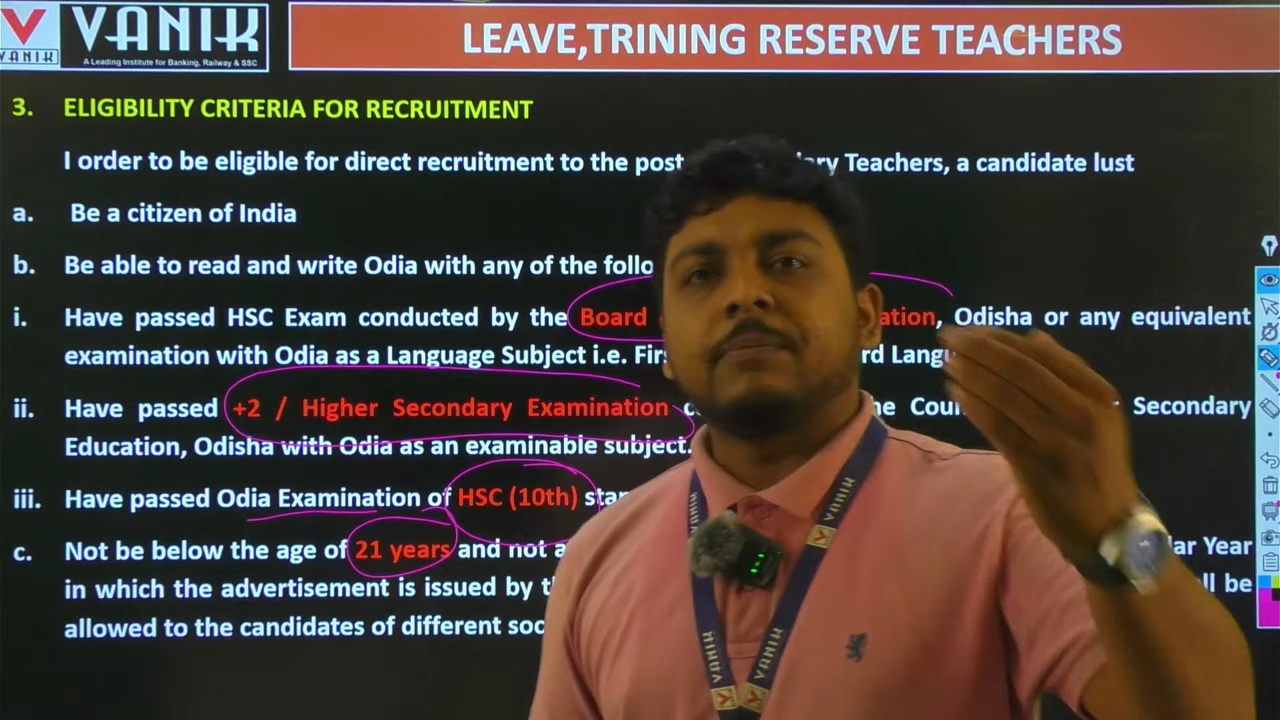 VANIK
VANIK
A Leading Institute for Banking, Railway & SSC
LEAVE,TRINING RESERVE TEACHERS
3. ELIGIBILITY CRITERIA FOR RECRUITMENT
I order to be eligible for direct recruitment to the post Teachers, a candidate lust
a. Be a citizen of India
b. Be able to read and write Odia with any of the
i. Have passed HSC Exam conducted by the Board Odisha or any equivalent
examination with Odia as a Language Subject i.e.
ii. Have passed +2 / Higher Secondary Examination Secondary
Education, Odisha with Odia as an examinable subject.
iii. Have passed Odia Examination of HSC (10th)
c. Not be below the age of 21 years and not Year
in which the advertisement is issued by be
allowed to the candidates of different
VANIK
VANIK
VANIK